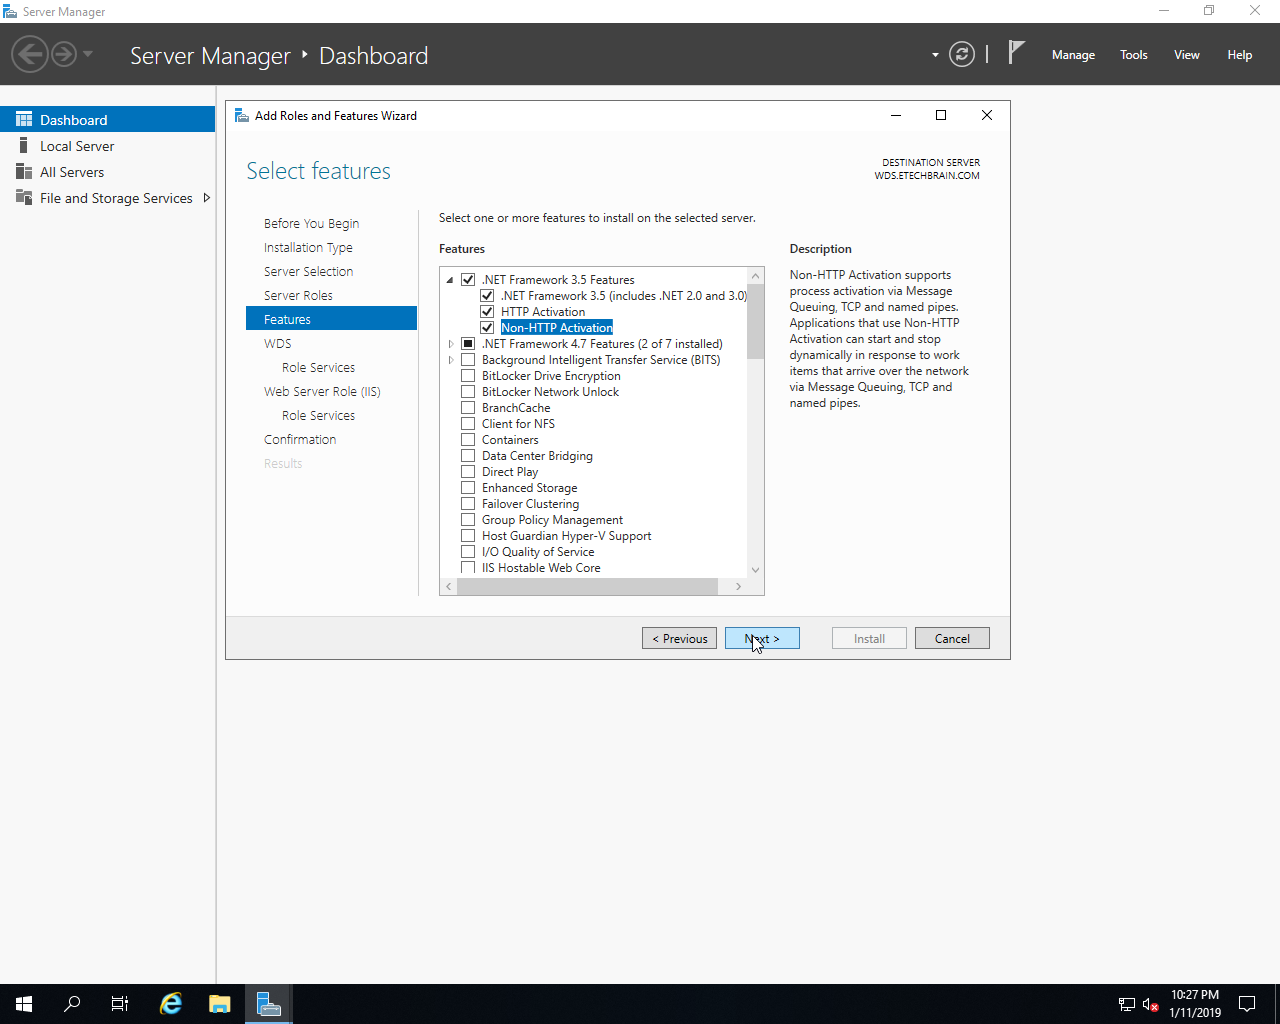 Server Manager
Server Manager ‣ Dashboard
Manage
Tools
View
Help
Dashboard
Local Server
All Servers
File and Storage Services
Add Roles and Features Wizard
Select features
DESTINATION SERVER
WDS.ETECHBRAIN.COM
Before You Begin
Installation Type
Server Selection
Server Roles
Features
WDS
Role Services
Web Server Role (IIS)
Role Services
Confirmation
Results
Select one or more features to install on the selected server.
Features
.NET Framework 3.5 Features
.NET Framework 3.5 (includes .NET 2.0 and 3.0)
HTTP Activation
Non-HTTP Activation
.NET Framework 4.7 Features (2 of 7 installed)
Background Intelligent Transfer Service (BITS)
BitLocker Drive Encryption
BitLocker Network Unlock
BranchCache
Client for NFS
Containers
Data Center Bridging
Direct Play
Enhanced Storage
Failover Clustering
Group Policy Management
Host Guardian Hyper-V Support
I/O Quality of Service
IIS Hostable Web Core
Description
Non-HTTP Activation supports
process activation via Message
Queuing, TCP and named pipes.
Applications that use Non-HTTP
Activation can start and stop
dynamically in response to work
items that arrive over the network
via Message Queuing, TCP and
named pipes.
< Previous
Next >
Install
Cancel
10:27 PM
1/11/2019